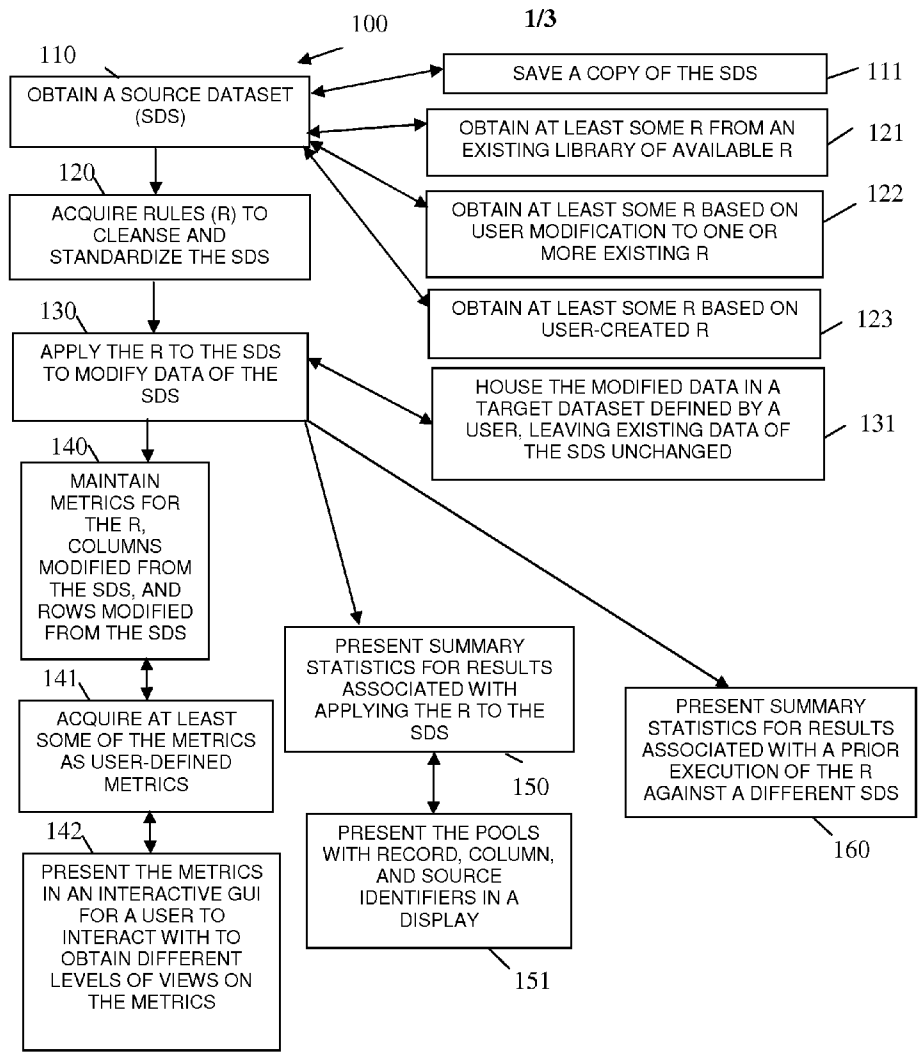 1/3
100
110
OBTAIN A SOURCE DATASET
(SDS)
SAVE A COPY OF THE SDS
111
OBTAIN AT LEAST SOME R FROM AN
EXISTING LIBRARY OF AVAILABLE R
121
120
ACQUIRE RULES (R) TO
CLEANSE AND
STANDARDIZE THE SDS
OBTAIN AT LEAST SOME R BASED ON
USER MODIFICATION TO ONE OR
MORE EXISTING R
122
OBTAIN AT LEAST SOME R BASED ON
USER-CREATED R
123
130
APPLY THE R TO THE SDS
TO MODIFY DATA OF THE
SDS
HOUSE THE MODIFIED DATA IN A
TARGET DATASET DEFINED BY A
USER, LEAVING EXISTING DATA OF
THE SDS UNCHANGED
131
140
MAINTAIN
METRICS FOR
THE R,
COLUMNS
MODIFIED FROM
THE SDS, AND
ROWS MODIFIED
FROM THE SDS
141
ACQUIRE AT LEAST
SOME OF THE METRICS
AS USER-DEFINED
METRICS
142
PRESENT THE METRICS
IN AN INTERACTIVE GUI
FOR A USER TO
INTERACT WITH TO
OBTAIN DIFFERENT
LEVELS OF VIEWS ON
THE METRICS
PRESENT SUMMARY
STATISTICS FOR RESULTS
ASSOCIATED WITH
APPLYING THE R TO THE
SDS
150
PRESENT THE POOLS
WITH RECORD, COLUMN,
AND SOURCE
IDENTIFIERS IN A
DISPLAY
151
PRESENT SUMMARY
STATISTICS FOR RESULTS
ASSOCIATED WITH A PRIOR
EXECUTION OF THE R
AGAINST A DIFFERENT SDS
160